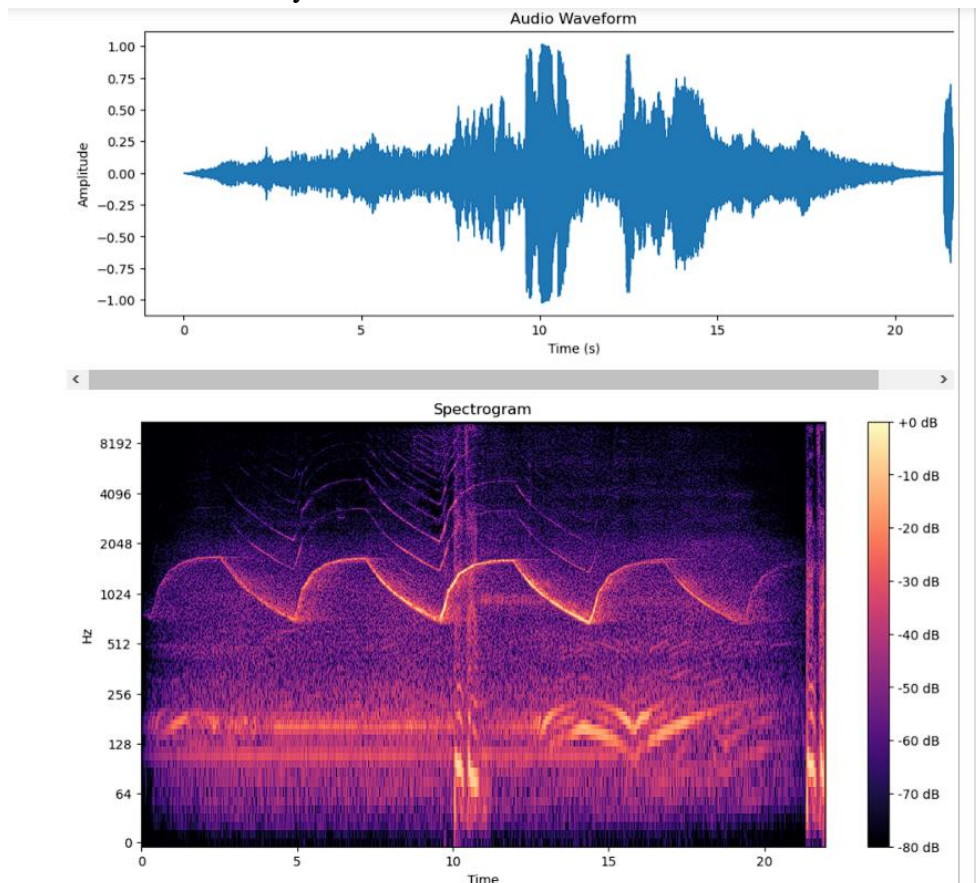 Audio Waveform
1.00
0.75
0.50
0.25
0.00
−0.25
−0.50
−0.75
−1.00
Amplitude
0 5 10 15 20
Time (s)
Spectrogram
8192
4096
2048
1024
512
256
128
64
0
Hz
0 5 10 15 20
Time
+0 dB
-10 dB
-20 dB
-30 dB
-40 dB
-50 dB
-60 dB
-70 dB
-80 dB